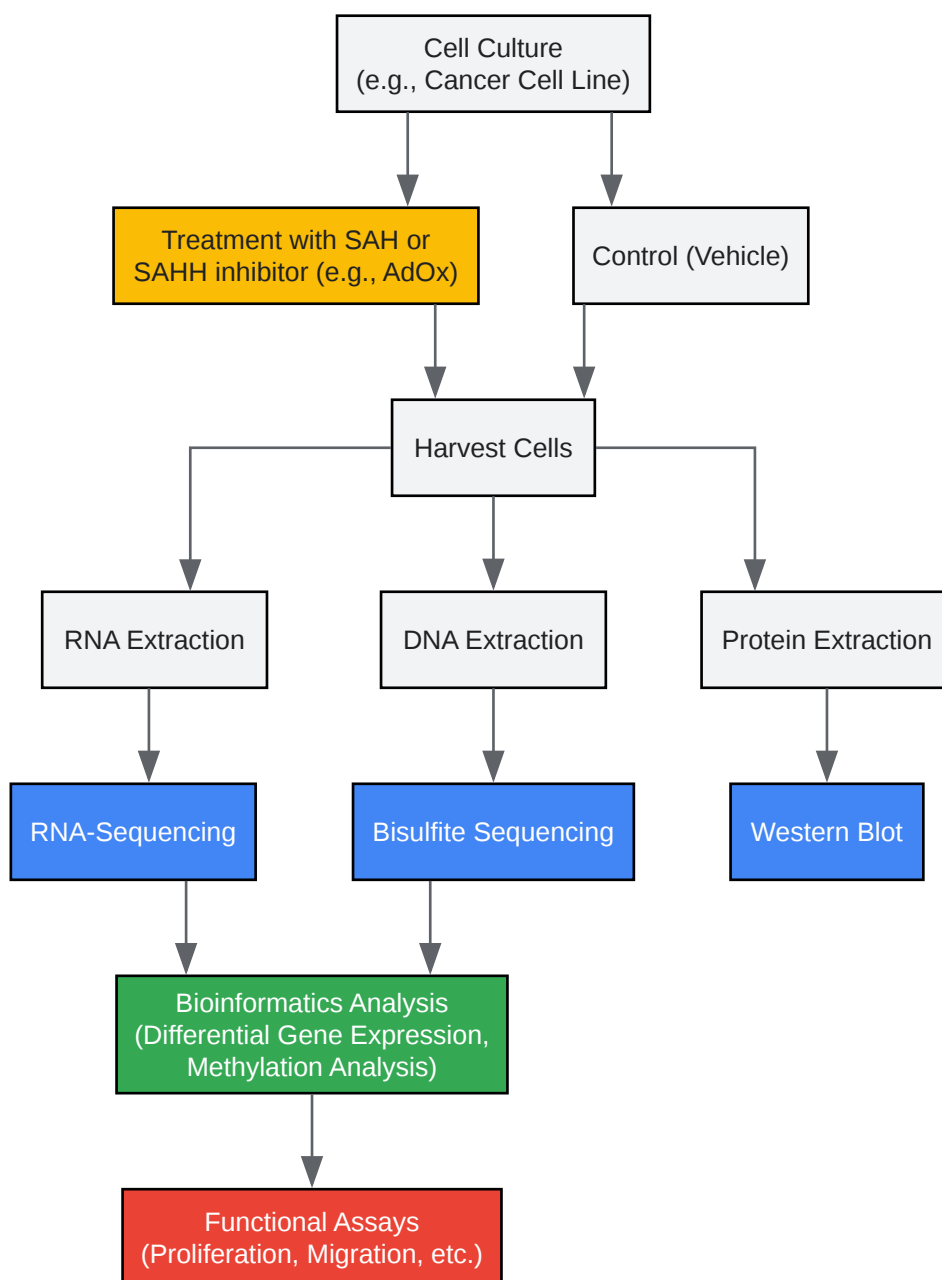 Cell Culture
(e.g., Cancer Cell Line)
Treatment with SAH or
SAHH inhibitor (e.g., AdOx)
Control (Vehicle)
Harvest Cells
RNA Extraction
DNA Extraction
Protein Extraction
RNA-Sequencing
Bisulfite Sequencing
Western Blot
Bioinformatics Analysis
(Differential Gene Expression,
Methylation Analysis)
Functional Assays
(Proliferation, Migration, etc.)